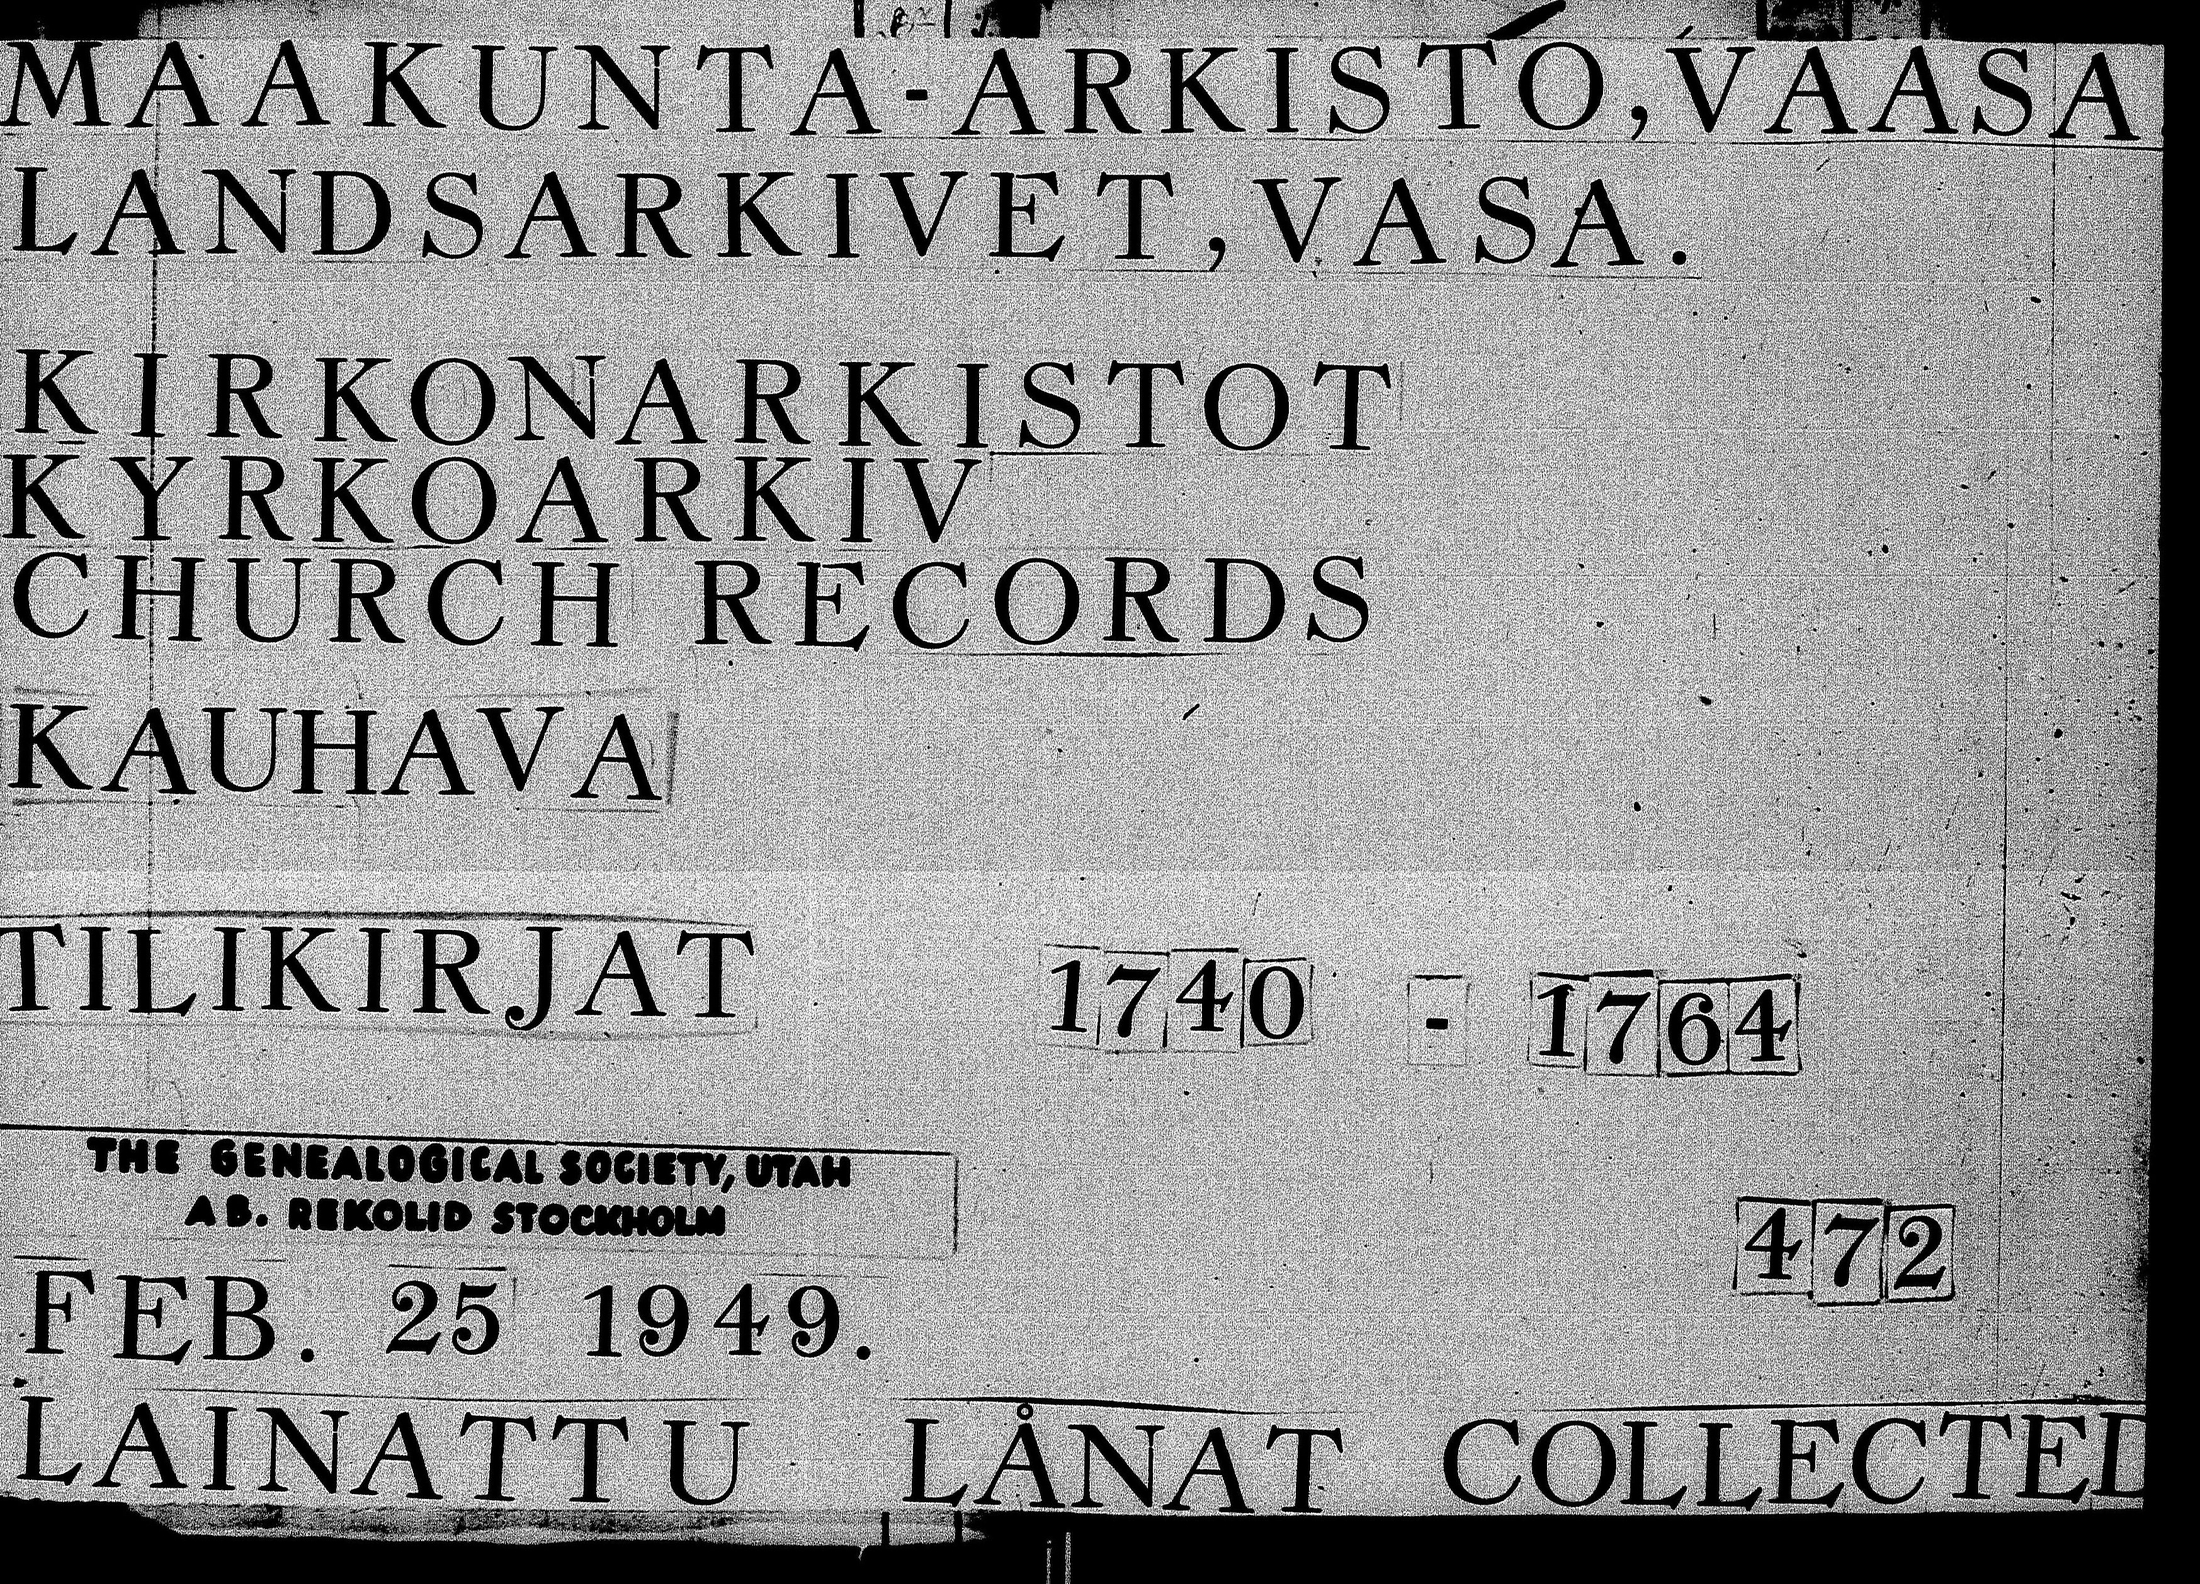 MAAKUNTA-ARKISTO, VAASA
LANDSARKIVET, VASA.
KIRKONARKISTOT
KYRKOARKIV
CHURCH RECORDS
KAUHAVA
TILIKIRJAT 1740 - 1764
THE GENEALOGICAL SOCIETY, UTAH
AB. REKOLID STOCKHOLM
472
FEB. 25 1949.
LAINATTU LÅNAT COLLECTED